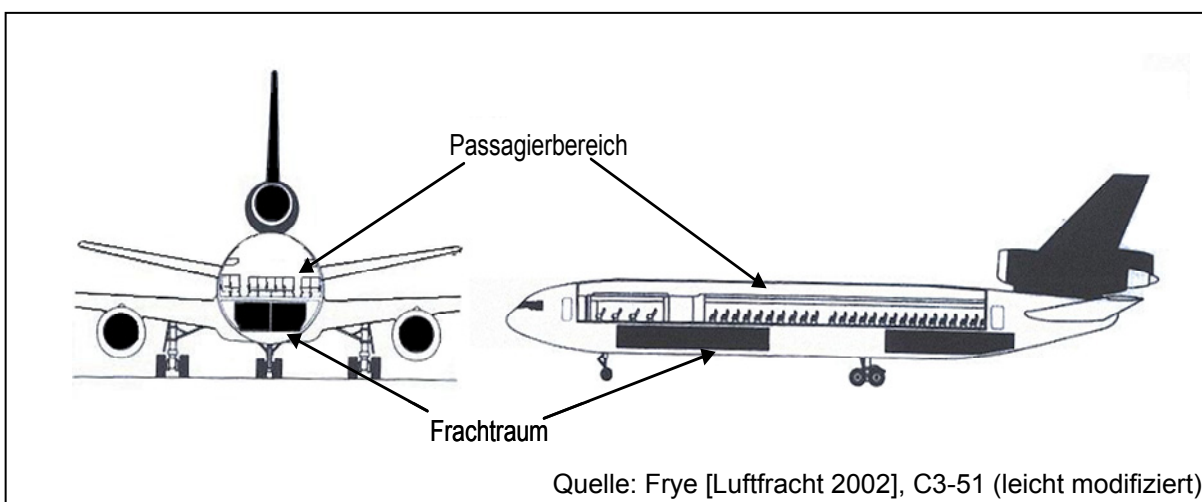 Passagierbereich
Frachtraum
Quelle: Frye [Luftfracht 2002], C3-51 (leicht modifiziert)